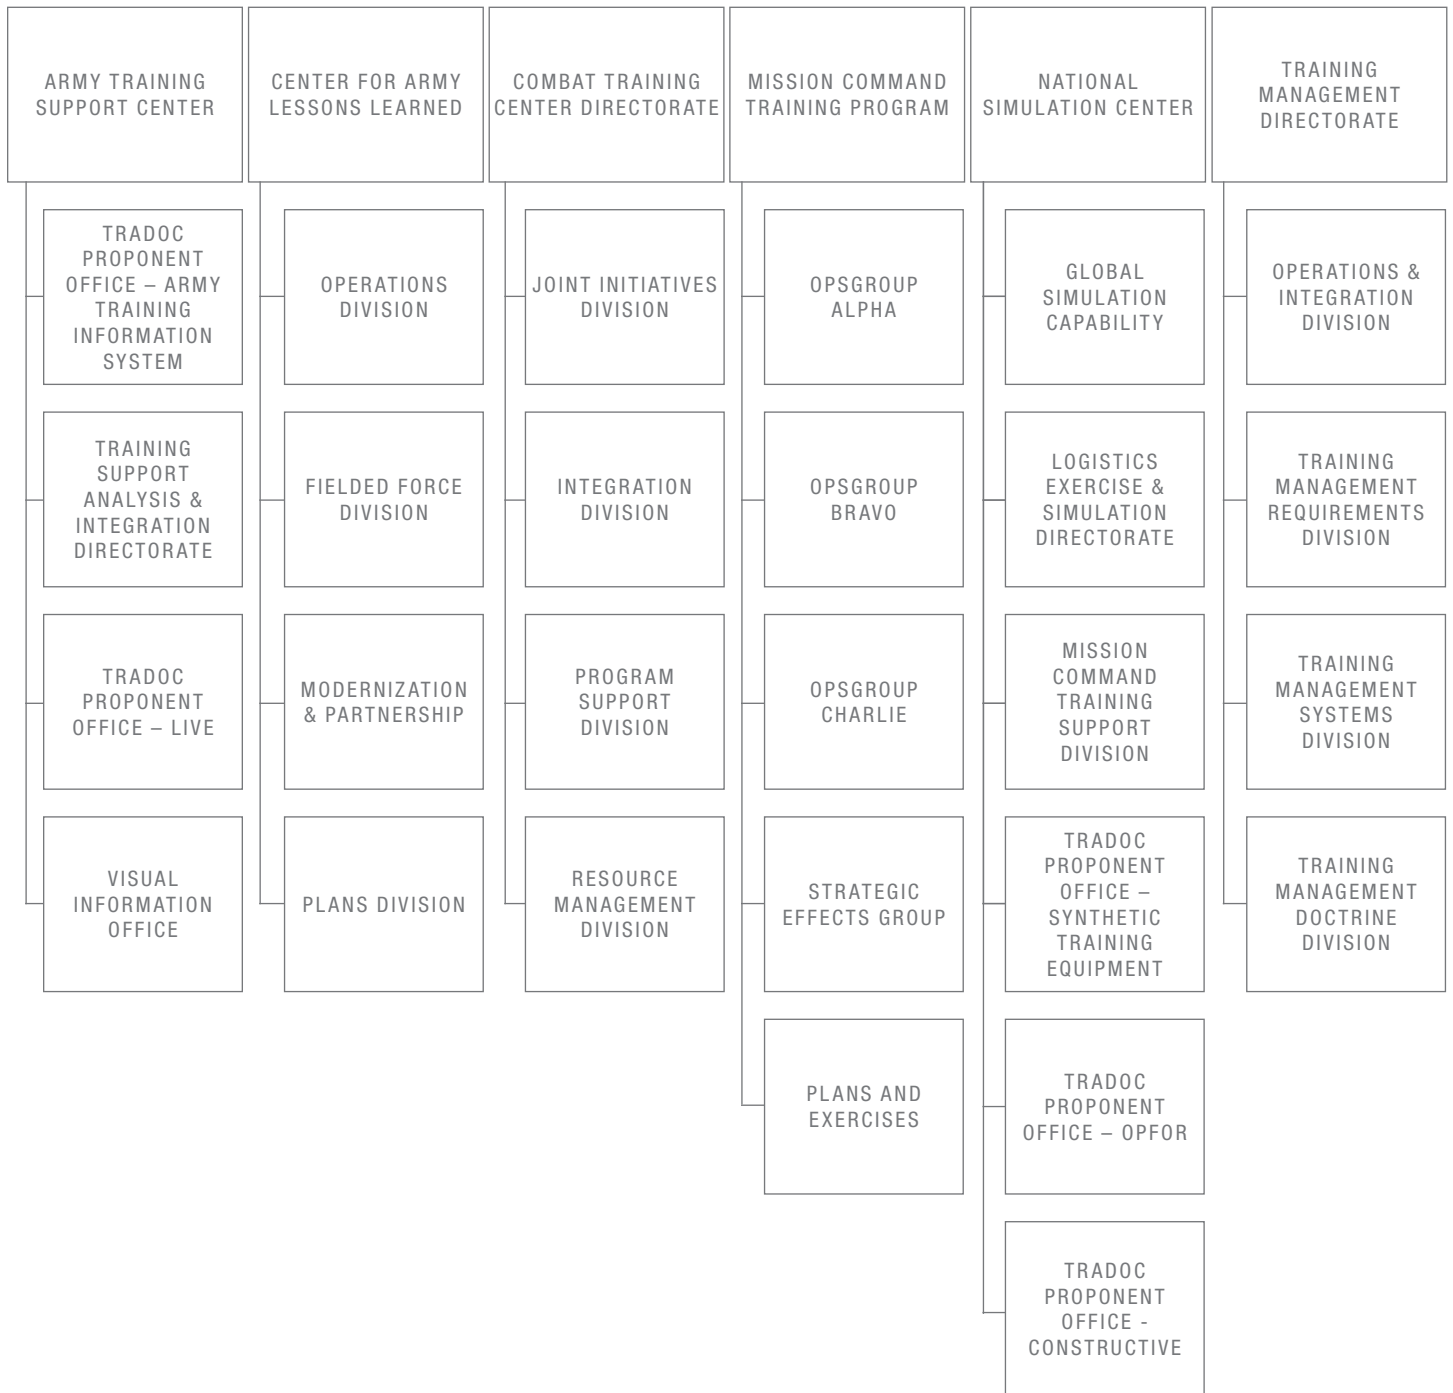 ARMY TRAINING
SUPPORT CENTER
TRADOC
PROPONENT
OFFICE – ARMY
TRAINING
INFORMATION
SYSTEM
TRAINING
SUPPORT
ANALYSIS &
INTEGRATION
DIRECTORATE
TRADOC
PROPONENT
OFFICE – LIVE
VISUAL
INFORMATION
OFFICE
CENTER FOR ARMY
LESSONS LEARNED
OPERATIONS
DIVISION
FIELDED FORCE
DIVISION
MODERNIZATION
& PARTNERSHIP
PLANS DIVISION
COMBAT TRAINING
CENTER DIRECTORATE
JOINT INITIATIVES
DIVISION
INTEGRATION
DIVISION
PROGRAM
SUPPORT
DIVISION
RESOURCE
MANAGEMENT
DIVISION
MISSION COMMAND
TRAINING PROGRAM
OPSGROUP
ALPHA
OPSGROUP
BRAVO
OPSGROUP
CHARLIE
STRATEGIC
EFFECTS GROUP
PLANS AND
EXERCISES
NATIONAL
SIMULATION CENTER
GLOBAL
SIMULATION
CAPABILITY
LOGISTICS
EXERCISE &
SIMULATION
DIRECTORATE
MISSION
COMMAND
TRAINING
SUPPORT
DIVISION
TRADOC
PROPONENT
OFFICE –
SYNTHETIC
TRAINING
EQUIPMENT
TRADOC
PROPONENT
OFFICE – OPFOR
TRADOC
PROPONENT
OFFICE -
CONSTRUCTIVE
TRAINING
MANAGEMENT
DIRECTORATE
OPERATIONS &
INTEGRATION
DIVISION
TRAINING
MANAGEMENT
REQUIREMENTS
DIVISION
TRAINING
MANAGEMENT
SYSTEMS
DIVISION
TRAINING
MANAGEMENT
DOCTRINE
DIVISION